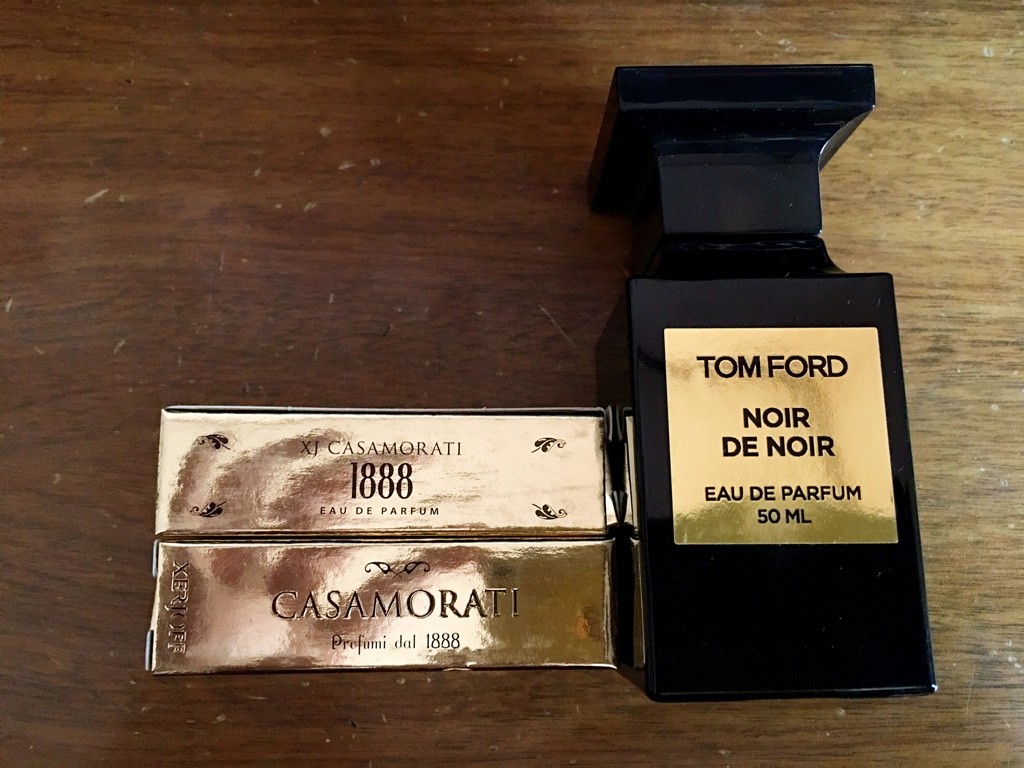 XJ CASAMORATI
1888
EAU DE PARFUM
XERJOFF
CASAMORATI
Profumi dal 1888
TOM FORD
NOIR
DE NOIR
EAU DE PARFUM
50 ML